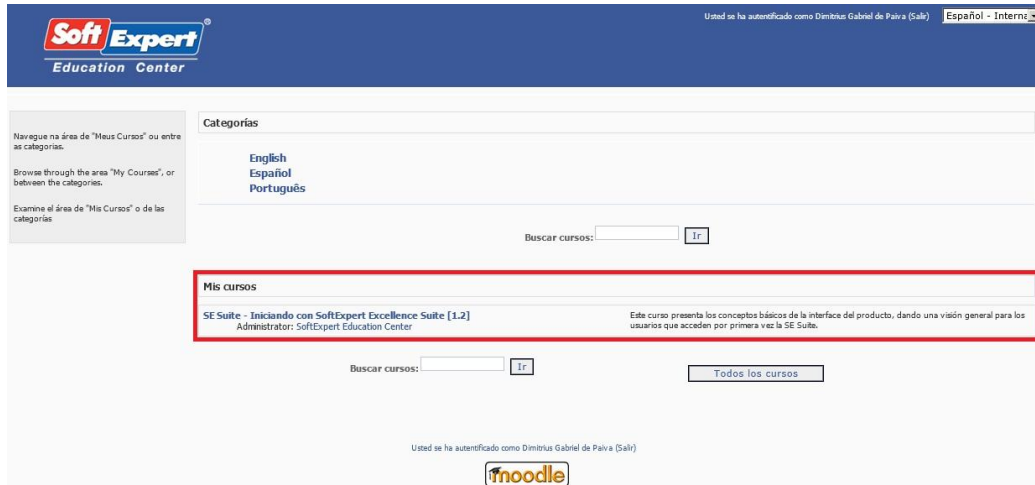 Soft Expert®
Education Center
Usted se ha autentificado como Dimitrius Gabriel de Paiva (Salir)
Español - Interna
Navegue na área de "Meus Cursos" ou entre
as categorias.
Browse through the area "My Courses", or
between the categories.
Examine el área de "Mis Cursos" o de las
categorías
Categorías
English
Español
Português
Buscar cursos: Ir
Mis cursos
SE Suite - Iniciando con SoftExpert Excellence Suite [1.2]
Administrator: SoftExpert Education Center
Este curso presenta los conceptos básicos de la interface del producto, dando una visión general para los
usuarios que acceden por primera vez la SE Suite.
Buscar cursos: Ir
Todos los cursos
Usted se ha autentificado como Dimitrius Gabriel de Paiva (Salir)
moodle